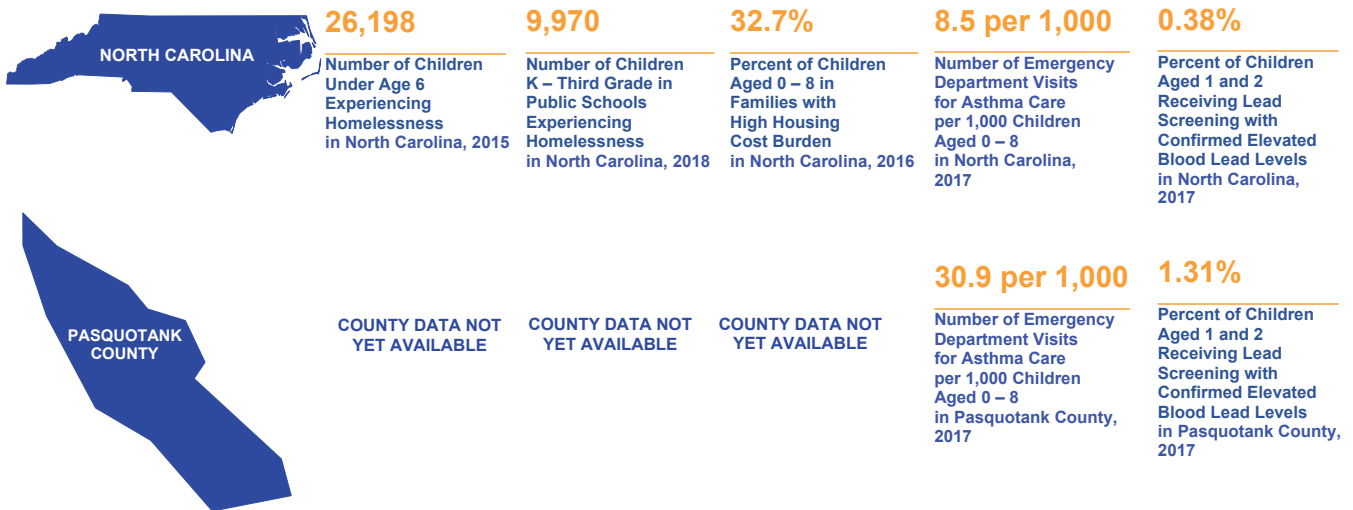 NORTH CAROLINA
26,198
Number of Children
Under Age 6
Experiencing
Homelessness
in North Carolina, 2015
9,970
Number of Children
K – Third Grade in
Public Schools
Experiencing
Homelessness
in North Carolina, 2018
32.7%
Percent of Children
Aged 0 – 8 in
Families with
High Housing
Cost Burden
in North Carolina, 2016
8.5 per 1,000
Number of Emergency
Department Visits
for Asthma Care
per 1,000 Children
Aged 0 – 8
in North Carolina,
2017
0.38%
Percent of Children
Aged 1 and 2
Receiving Lead
Screening with
Confirmed Elevated
Blood Lead Levels
in North Carolina,
2017
PASQUOTANK
COUNTY
COUNTY DATA NOT
YET AVAILABLE
COUNTY DATA NOT
YET AVAILABLE
COUNTY DATA NOT
YET AVAILABLE
30.9 per 1,000
Number of Emergency
Department Visits
for Asthma Care
per 1,000 Children
Aged 0 – 8
in Pasquotank County,
2017
1.31%
Percent of Children
Aged 1 and 2
Receiving Lead
Screening with
Confirmed Elevated
Blood Lead Levels
in Pasquotank County,
2017